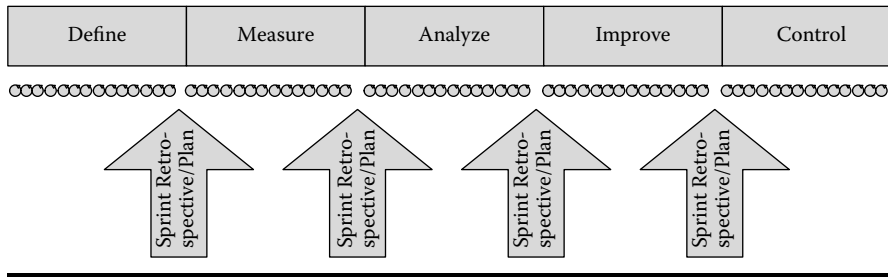 Define
Measure
Analyze
Improve
Control
Sprint Retro-
spective/Plan
Sprint Retro-
spective/Plan
Sprint Retro-
spective/Plan
Sprint Retro-
spective/Plan